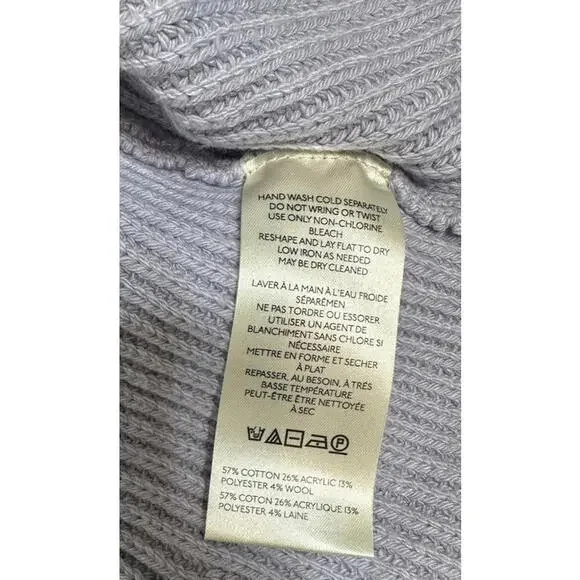 HAND WASH COLD SEPARATELY
DO NOT WRING OR TWIST
USE ONLY NON-CHLORINE
BLEACH
RESHAPE AND LAY FLAT TO DRY
LOW IRON AS NEEDED
MAY BE DRY CLEANED
LAVER À LA MAIN À L'EAU FROIDE
SÉPARÉMEN
NE PAS TORDRE OU ESSORER
UTILISER UN AGENT DE
BLANCHIMENT SANS CHLORE SI
NÉCESSAIRE
METTRE EN FORME ET SECHER
À PLAT
REPASSER, AU BESOIN, À TRÉS
BASSE TEMPÉRATURE
PEUT-ÊTRE ÊTRE NETTOYÉE
À SEC
P
57% COTTON 26% ACRYLIC 13%
POLYESTER 4% WOOL
57% COTON 26% ACRYLIQUE 13%
POLYESTER 4% LAINE